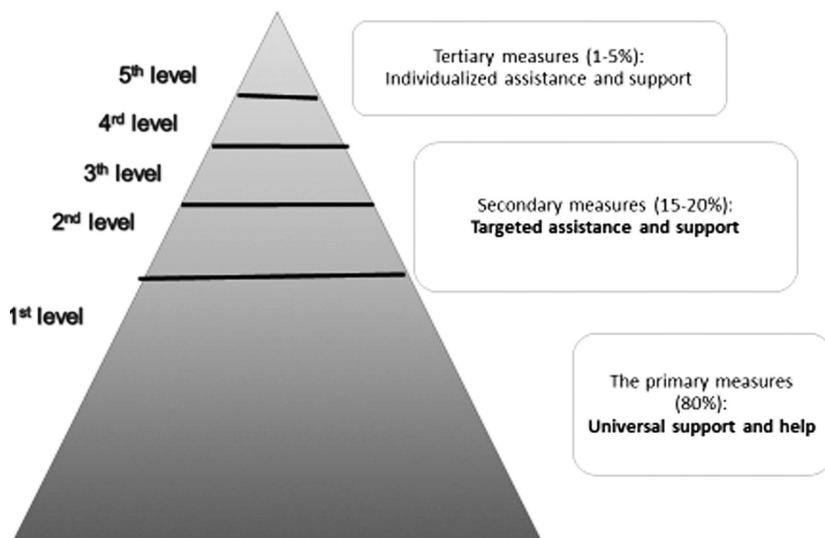 5th level
4rd level
3th level
2nd level
1st level
Tertiary measures (1-5%):
Individualized assistance and support
Secondary measures (15-20%):
Targeted assistance and support
The primary measures
(80%):
Universal support and help